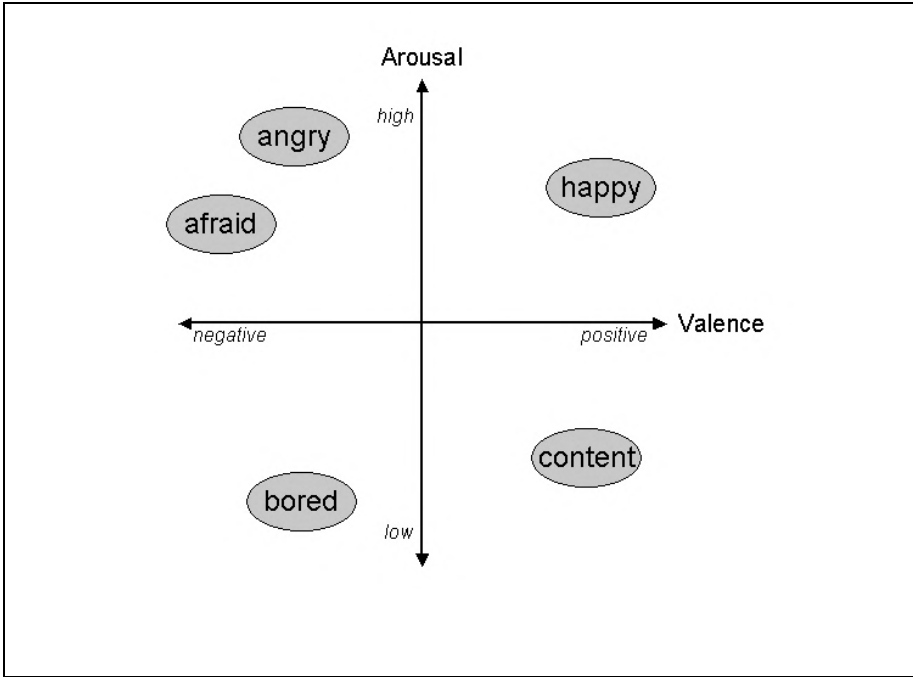 Arousal
high
angry
happy
afraid
Valence
negative
positive
content
bored
low